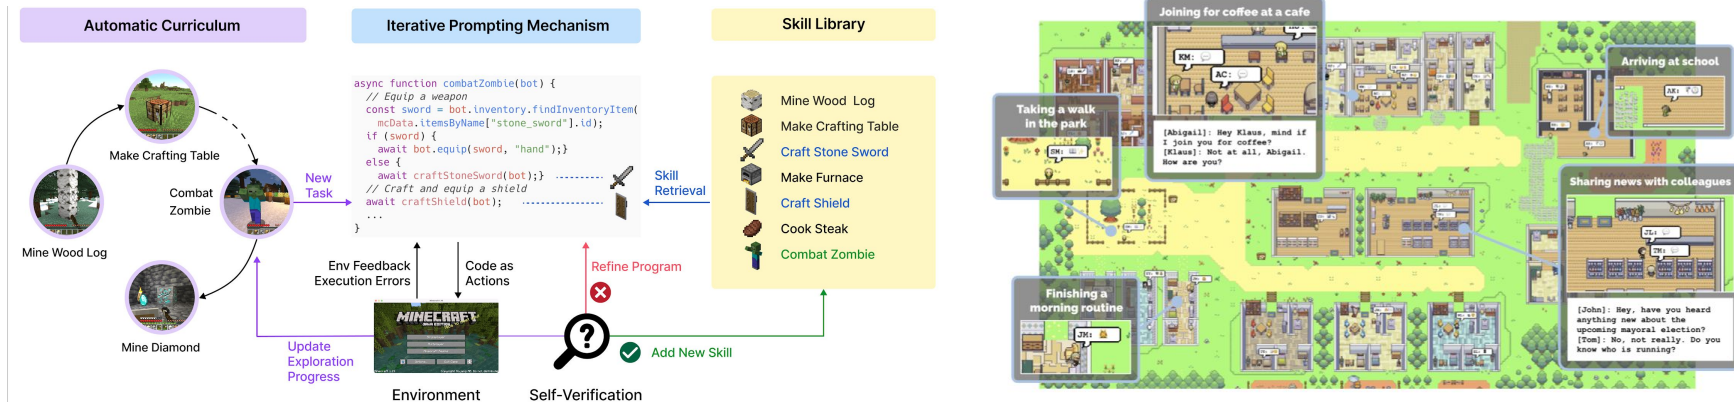 Automatic Curriculum
Make Crafting Table
Mine Wood Log
Combat
Zombie
Mine Diamond
New
Task
Update
Exploration
Progress
Iterative Prompting Mechanism
async function combatZombie(bot) {
// Equip a weapon
const sword = bot.inventory.findInventoryItem(
mcData.itemsByName["stone_sword"].id);
if (sword) {
await bot.equip(sword, "hand");}
else {
await craftStoneSword(bot);}
// Craft and equip a shield
await craftShield(bot);
...
}
Env Feedback
Execution Errors
Code as
Actions
Refine Program
MINECRAFT
Environment
?
Self-Verification
Add New Skill
Skill
Retrieval
Skill Library
Mine Wood Log
Make Crafting Table
Craft Stone Sword
Make Furnace
Craft Shield
Cook Steak
Combat Zombie
Joining for coffee at a cafe
KM:
AC:
[Abigail]: Hey Klaus, mind if
I join you for coffee?
[Klaus]: Not at all, Abigail.
How are you?
Taking a walk
in the park
SM:
Arriving at school
AK:
Sharing news with colleagues
JL:
TM:
[John]: Hey, have you heard
anything new about the
upcoming mayoral election?
[Tom]: No, not really. Do you
know who is running?
Finishing a
morning routine
JM: